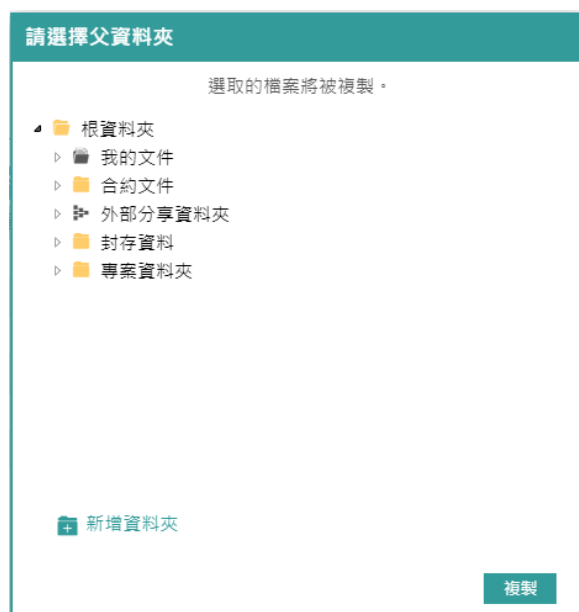 請選擇父資料夾
選取的檔案將被複製。
根資料夾
我的文件
合約文件
外部分享資料夾
封存資料
專案資料夾
新增資料夾
複製